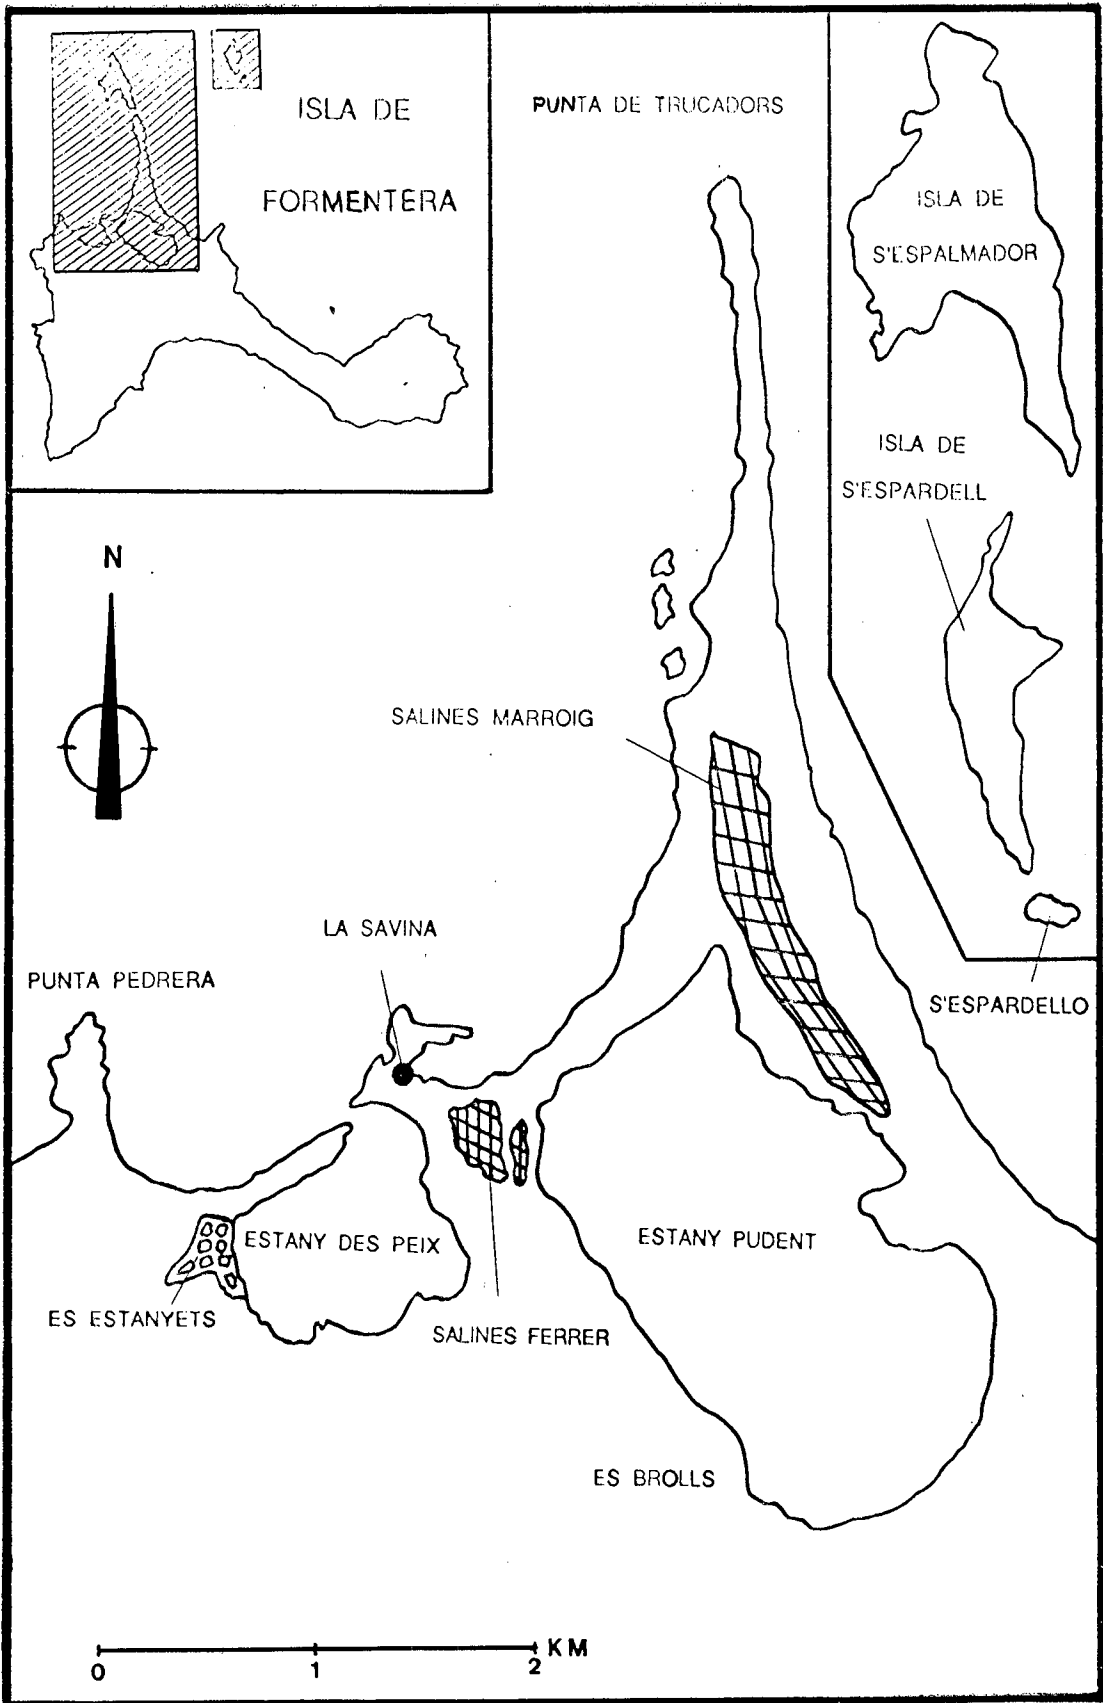 ISLA DE
FORMENTERA
PUNTA DE TRUCADORS
ISLA DE
S'ESPALMADOR
ISLA DE
S'ESPARDELL
N
SALINES MARROIG
LA SAVINA
PUNTA PEDRERA
S'ESPARDELLO
ESTANY DES PEIX
ESTANY PUDENT
ES ESTANYETS
SALINES FERRER
ES BROLLS
KM
0 1 2